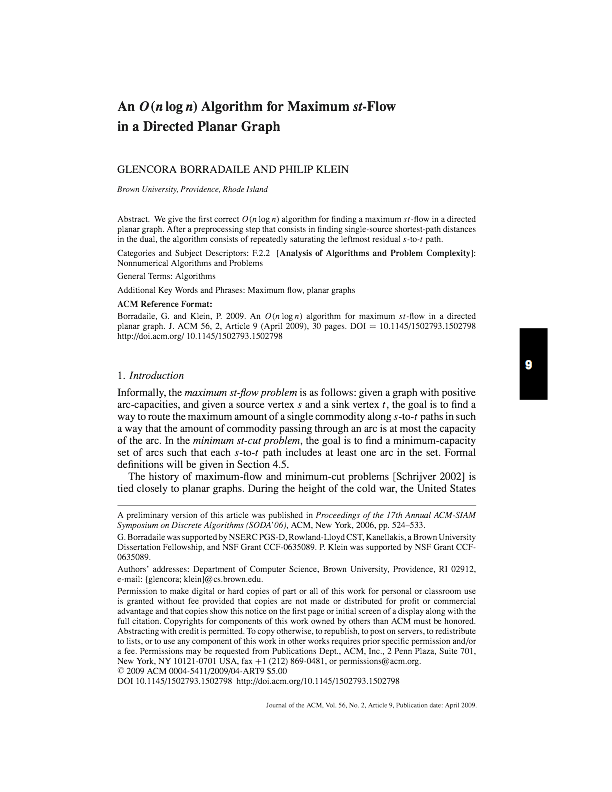 An O(n log n) Algorithm for Maximum st-Flow
in a Directed Planar Graph
GLENCORA BORRADAILE AND PHILIP KLEIN
Brown University, Providence, Rhode Island
Abstract. We give the first correct O(n log n) algorithm for finding a maximum st-flow in a directed
planar graph. After a preprocessing step that consists in finding single-source shortest-path distances
in the dual, the algorithm consists of repeatedly saturating the leftmost residual s-to-t path.
Categories and Subject Descriptors: F.2.2 [Analysis of Algorithms and Problem Complexity]:
Nonnumerical Algorithms and Problems
General Terms: Algorithms
Additional Key Words and Phrases: Maximum flow, planar graphs
ACM Reference Format:
Borradaile, G. and Klein, P. 2009. An O(n log n) algorithm for maximum st-flow in a directed
planar graph. J. ACM 56, 2, Article 9 (April 2009), 30 pages. DOI = 10.1145/1502793.1502798
http://doi.acm.org/ 10.1145/1502793.1502798
9
1. Introduction
Informally, the maximum st-flow problem is as follows: given a graph with positive
arc-capacities, and given a source vertex s and a sink vertex t, the goal is to find a
way to route the maximum amount of a single commodity along s-to-t paths in such
a way that the amount of commodity passing through an arc is at most the capacity
of the arc. In the minimum st-cut problem, the goal is to find a minimum-capacity
set of arcs such that each s-to-t path includes at least one arc in the set. Formal
definitions will be given in Section 4.5.
The history of maximum-flow and minimum-cut problems [Schrijver 2002] is
tied closely to planar graphs. During the height of the cold war, the United States
A preliminary version of this article was published in Proceedings of the 17th Annual ACM-SIAM
Symposium on Discrete Algorithms (SODA'06), ACM, New York, 2006, pp. 524–533.
G. Borradaile was supported by NSERC PGS-D, Rowland-Lloyd CST, Kanellakis, a Brown University
Dissertation Fellowship, and NSF Grant CCF-0635089. P. Klein was supported by NSF Grant CCF-
0635089.
Authors' addresses: Department of Computer Science, Brown University, Providence, RI 02912,
e-mail: {glencora; klein}@cs.brown.edu.
Permission to make digital or hard copies of part or all of this work for personal or classroom use
is granted without fee provided that copies are not made or distributed for profit or commercial
advantage and that copies show this notice on the first page or initial screen of a display along with the
full citation. Copyrights for components of this work owned by others than ACM must be honored.
Abstracting with credit is permitted. To copy otherwise, to republish, to post on servers, to redistribute
to lists, or to use any component of this work in other works requires prior specific permission and/or
a fee. Permissions may be requested from Publications Dept., ACM, Inc., 2 Penn Plaza, Suite 701,
New York, NY 10121-0701 USA, fax +1 (212) 869-0481, or permissions@acm.org.
© 2009 ACM 0004-5411/2009/04-ART9 $5.00
DOI 10.1145/1502793.1502798 http://doi.acm.org/10.1145/1502793.1502798
Journal of the ACM, Vol. 56, No. 2, Article 9, Publication date: April 2009.